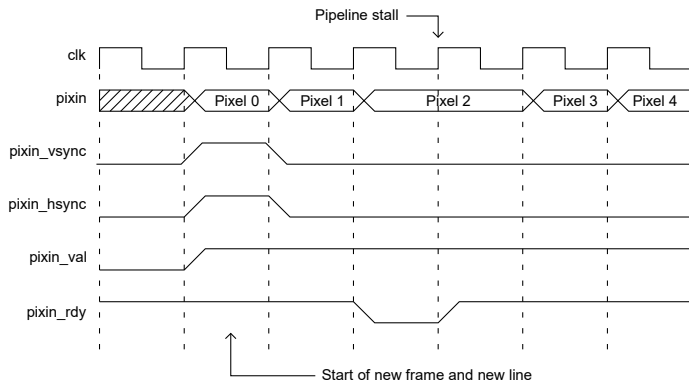 Pipeline stall
clk
pixin
Pixel 0
Pixel 1
Pixel 2
Pixel 3
Pixel 4
pixin_vsync
pixin_hsync
pixin_val
pixin_rdy
Start of new frame and new line